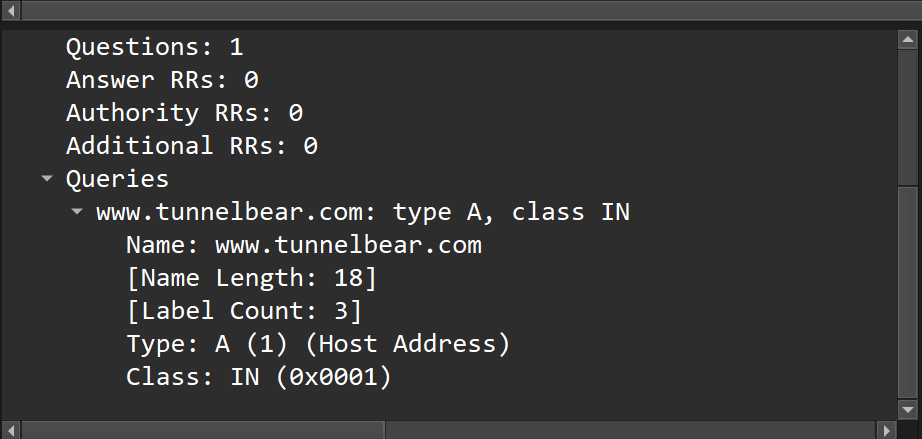 Questions: 1
Answer RRs: 0
Authority RRs: 0
Additional RRs: 0
Queries
www.tunnelbear.com: type A, class IN
Name: www.tunnelbear.com
[Name Length: 18]
[Label Count: 3]
Type: A (1) (Host Address)
Class: IN (0x0001)